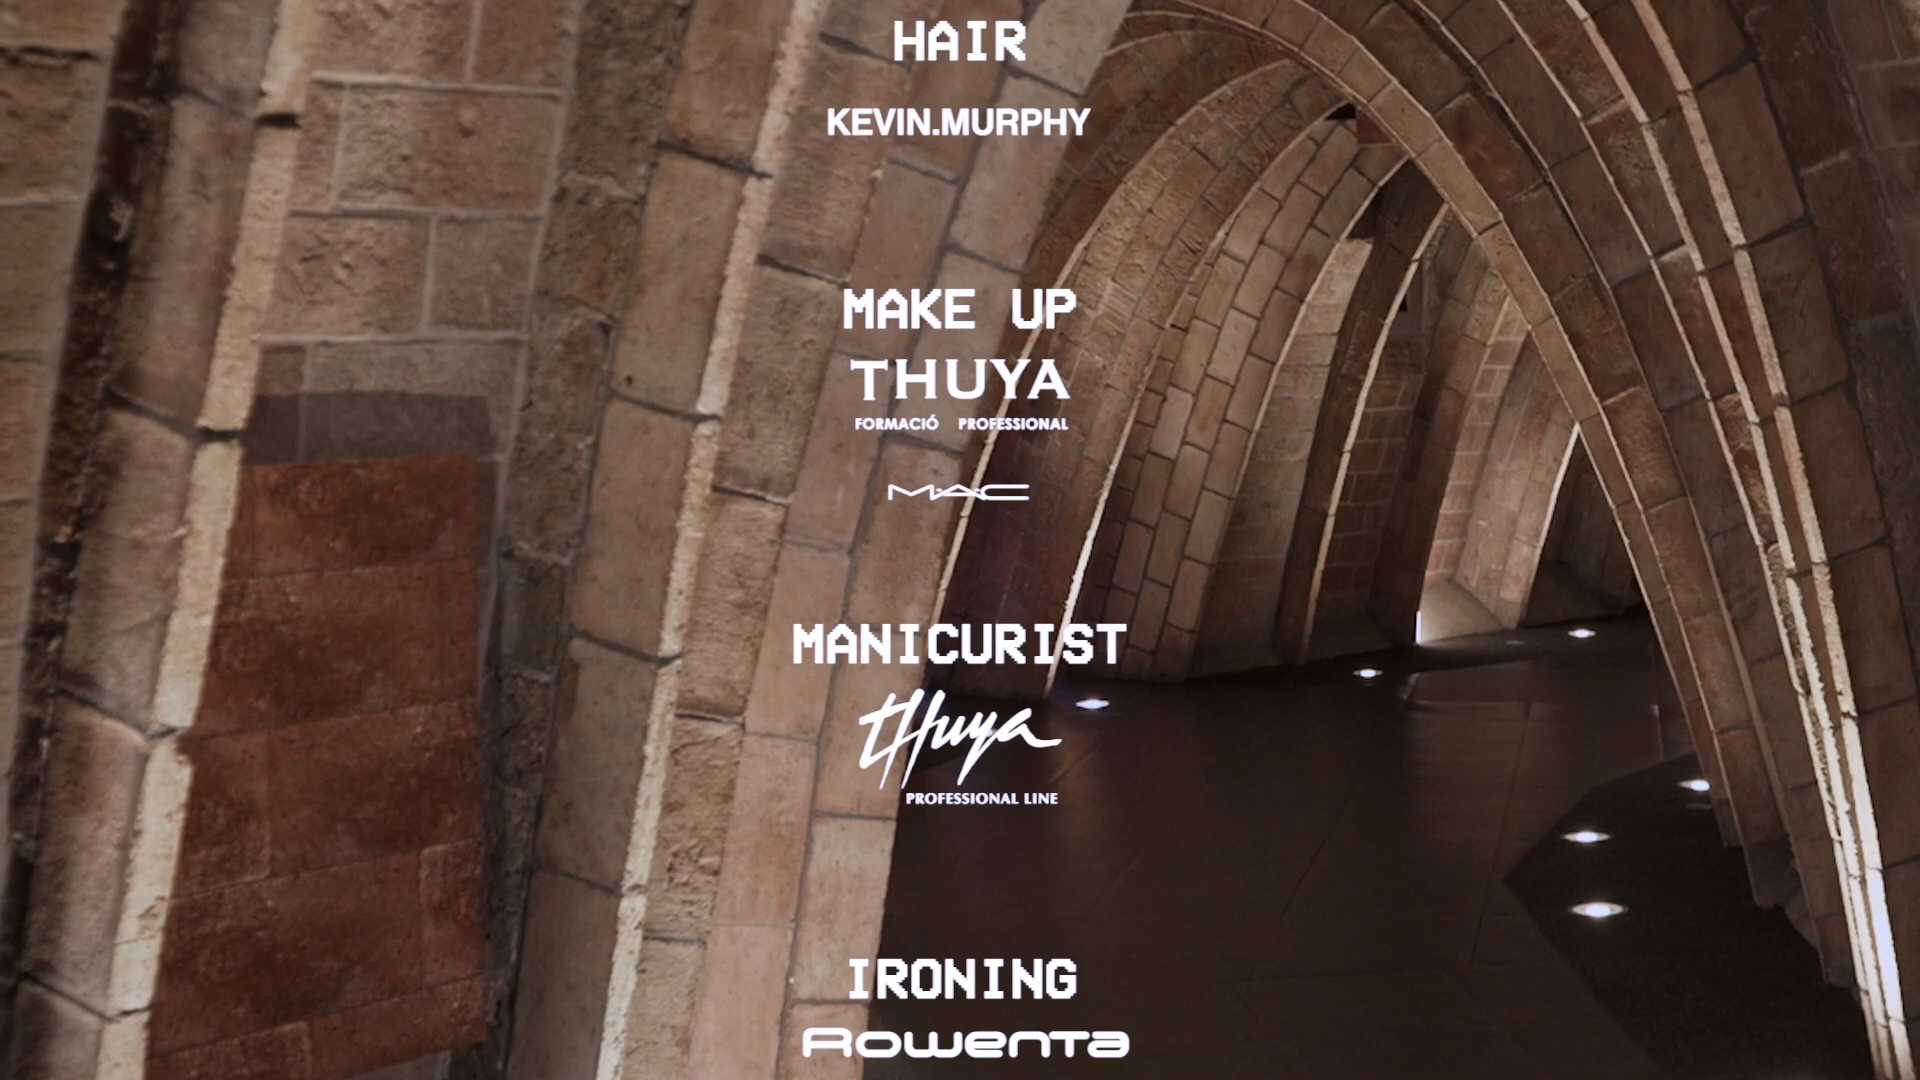 HAIR
KEVIN.MURPHY
MAKE UP
THUYA
FORMACIÓ PROFESSIONAL
MAC
MANICURIST
thuya
PROFESSIONAL LINE
IRONING
Rowenta